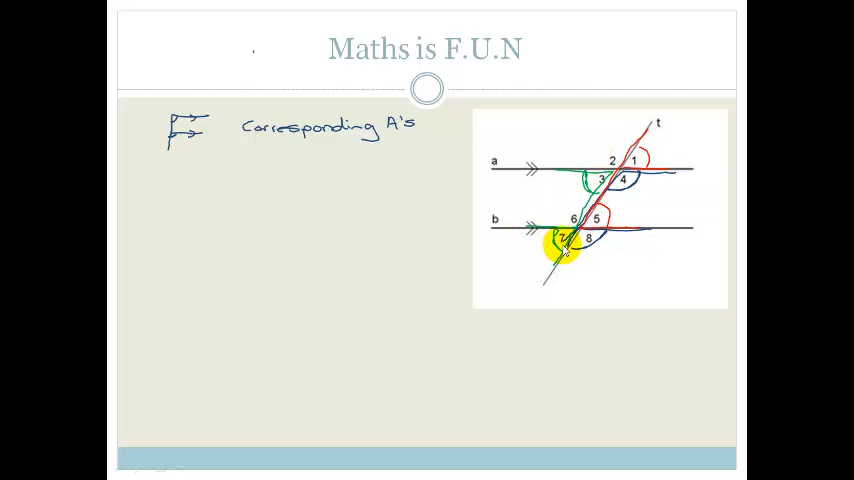 Maths is F.U.N
Corresponding A's
t
a
2 1
3 4
b
6 5
7 8